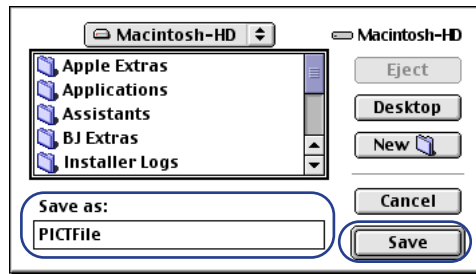 Macintosh-HD
Macintosh-HD
Apple Extras
Applications
Assistants
BJ Extras
Installer Logs
Eject
Desktop
New
Save as:
PICTFile
Cancel
Save